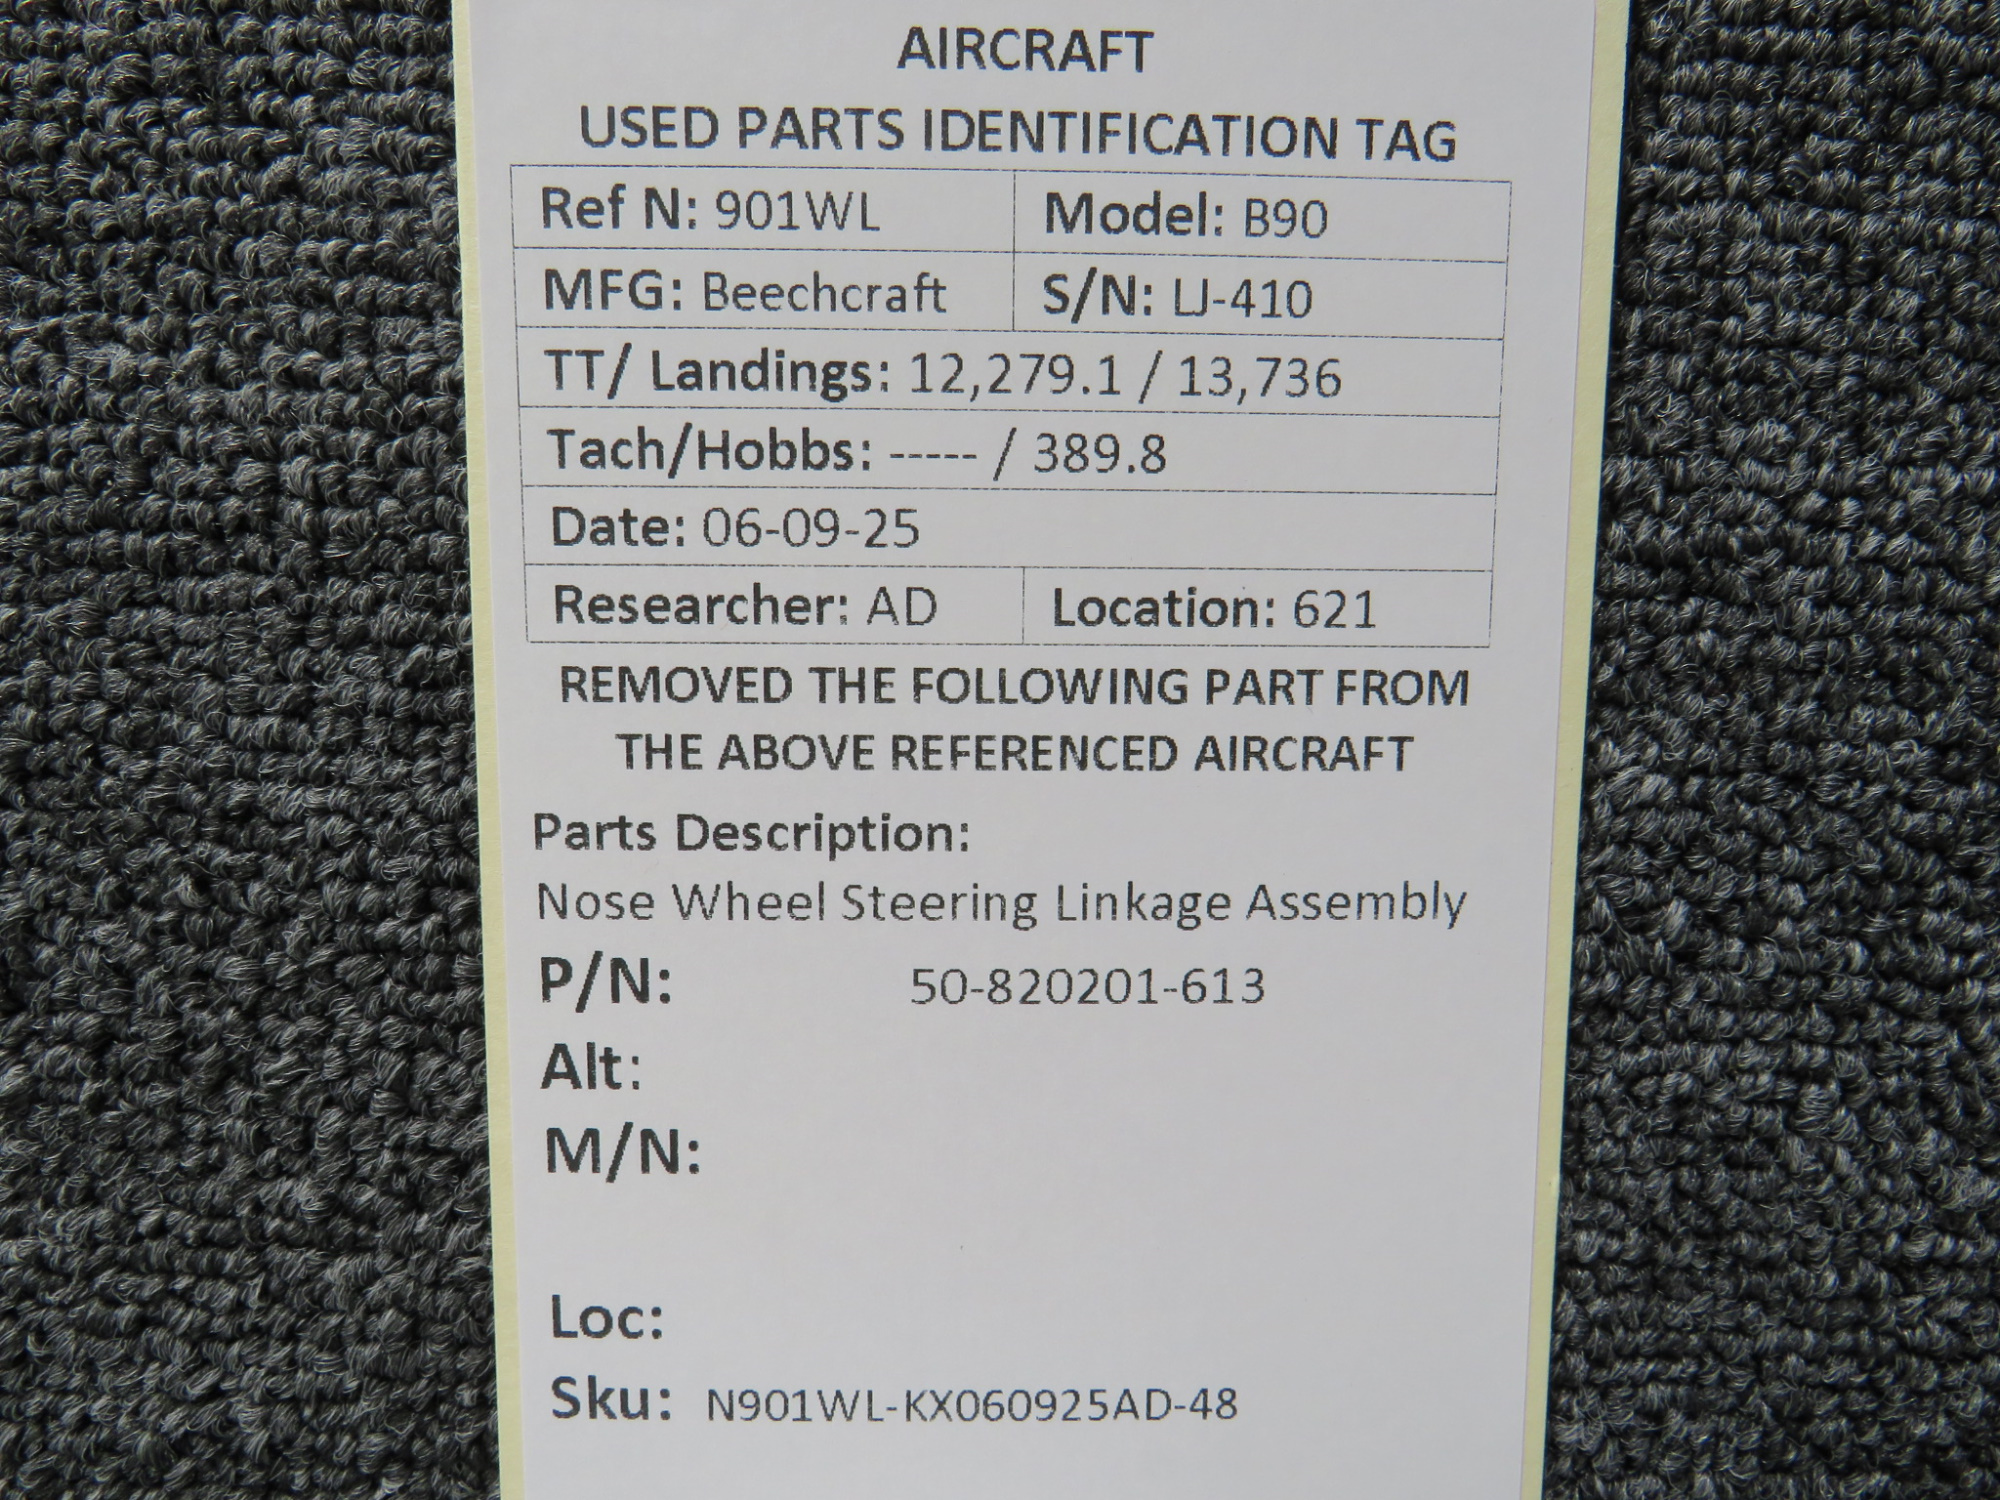 AIRCRAFT
USED PARTS IDENTIFICATION TAG
Ref N: 901WL Model: B90
MFG: Beechcraft S/N: LJ-410
TT/ Landings: 12,279.1 / 13,736
Tach/Hobbs: ----- / 389.8
Date: 06-09-25
Researcher: AD Location: 621
REMOVED THE FOLLOWING PART FROM
THE ABOVE REFERENCED AIRCRAFT
Parts Description:
Nose Wheel Steering Linkage Assembly
P/N: 50-820201-613
Alt:
M/N:
Loc:
Sku: N901WL-KX060925AD-48